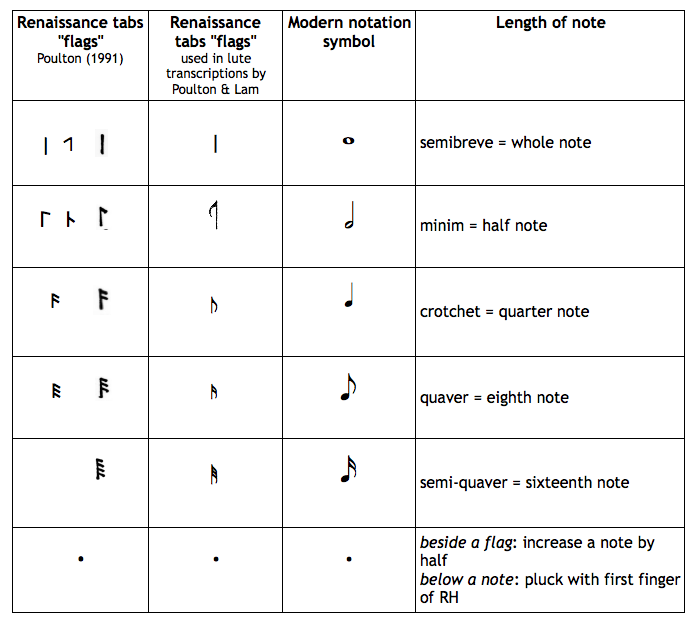 Renaissance tabs
"flags"
Poulton (1991)
Renaissance
tabs "flags"
used in lute
transcriptions by
Poulton & Lam
Modern notation
symbol
Length of note
semibreve = whole note
minim = half note
crotchet = quarter note
quaver = eighth note
semi-quaver = sixteenth note
beside a flag: increase a note by
half
below a note: pluck with first finger
of RH